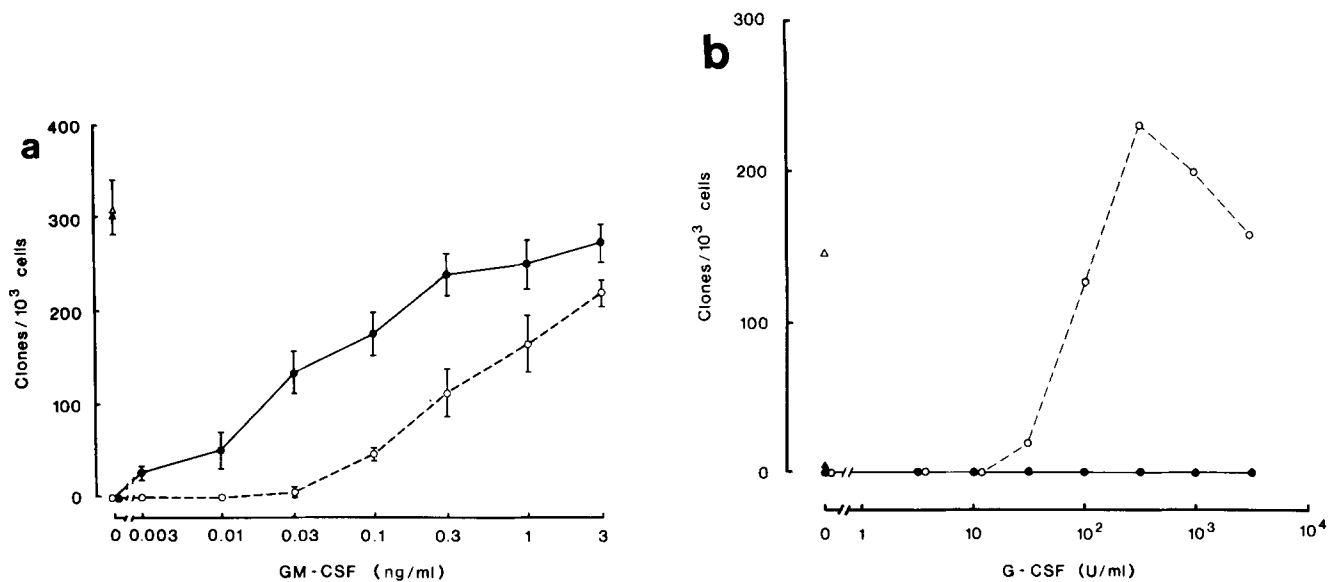 a
400
300
200
100
0
Clones/10³ cells
0 0.003 0.01 0.03 0.1 0.3 1 3
GM-CSF (ng/ml)
b
300
200
100
0
Clones/10³ cells
0 1 10 10² 10³ 10⁴
G-CSF (U/ml)